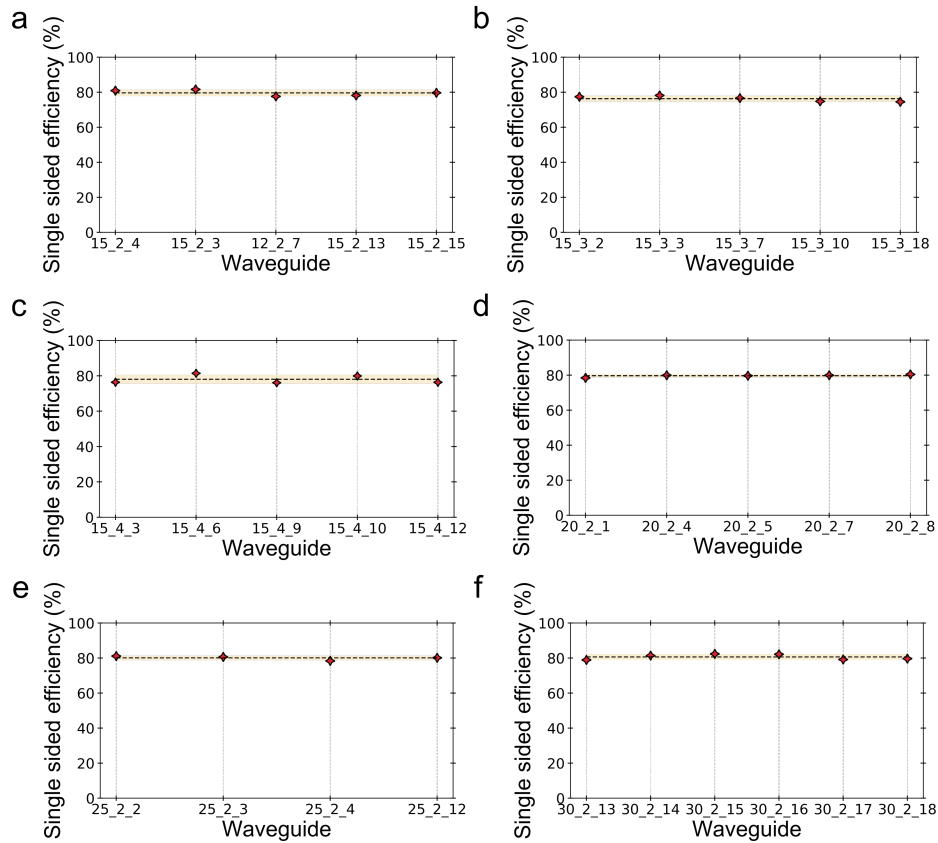 a
Single sided efficiency (%)
100
80
60
40
20
0
15_2_4 15_2_3 12_2_7 15_2_13 15_2_15
Waveguide
b
Single sided efficiency (%)
100
80
60
40
20
0
15_3_2 15_3_3 15_3_7 15_3_10 15_3_18
Waveguide
c
Single sided efficiency (%)
100
80
60
40
20
0
15_4_3 15_4_6 15_4_9 15_4_10 15_4_12
Waveguide
d
Single sided efficiency (%)
100
80
60
40
20
0
20_2_1 20_2_4 20_2_5 20_2_7 20_2_8
Waveguide
e
Single sided efficiency (%)
100
80
60
40
20
0
25_2_2 25_2_3 25_2_4 25_2_12
Waveguide
f
Single sided efficiency (%)
100
80
60
40
20
0
30_2_13 30_2_14 30_2_15 30_2_16 30_2_17 30_2_18
Waveguide